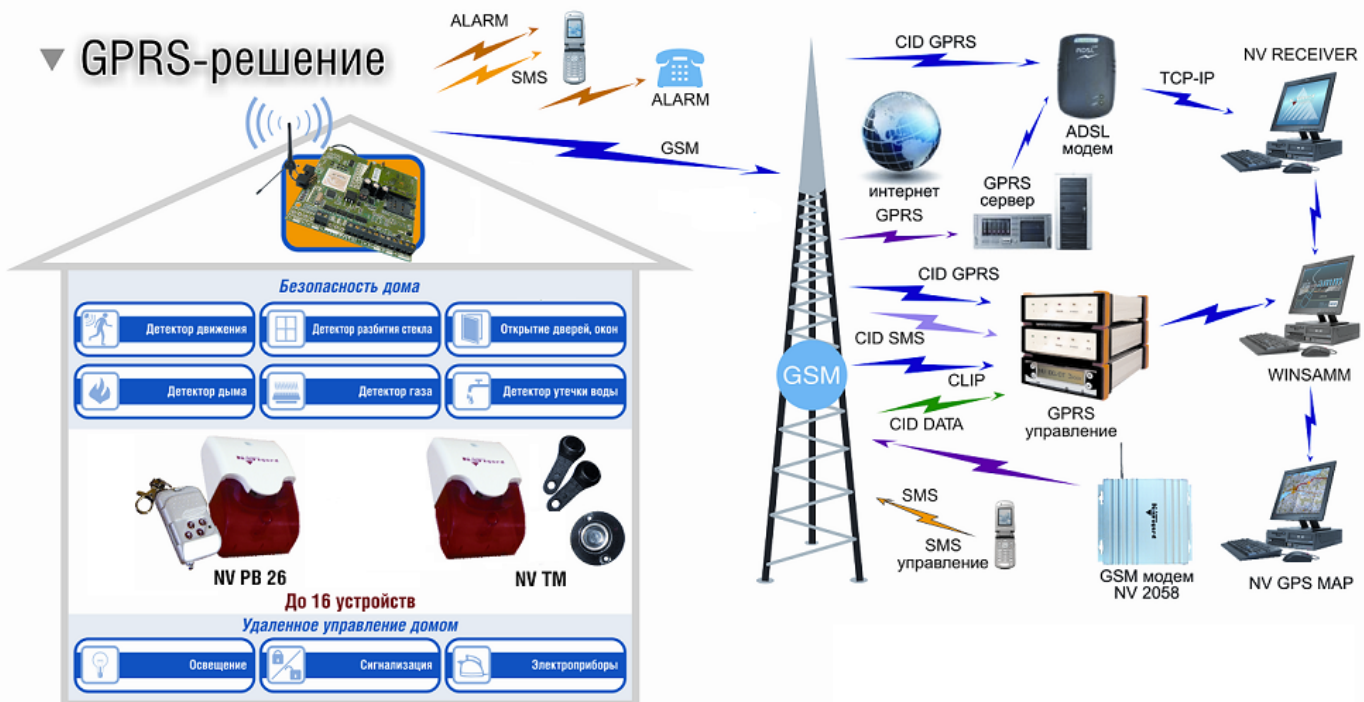 GPRS-решение
ALARM
SMS
ALARM
GSM
Безопасность дома
Детектор движения
Детектор разбития стекла
Открытие дверей, окон
Детектор дыма
Детектор газа
Детектор утечки воды
NV PB 26
NV TM
До 16 устройств
Удаленное управление домом
Освещение
Сигнализация
Электроприборы
CID GPRS
ADSL
модем
TCP-IP
NV RECEIVER
интернет
GPRS
сервер
GPRS
CID GPRS
CID SMS
GSM
CLIP
CID DATA
GPRS
управление
WINSAMM
SMS
SMS
управление
GSM модем
NV 2058
NV GPS MAP